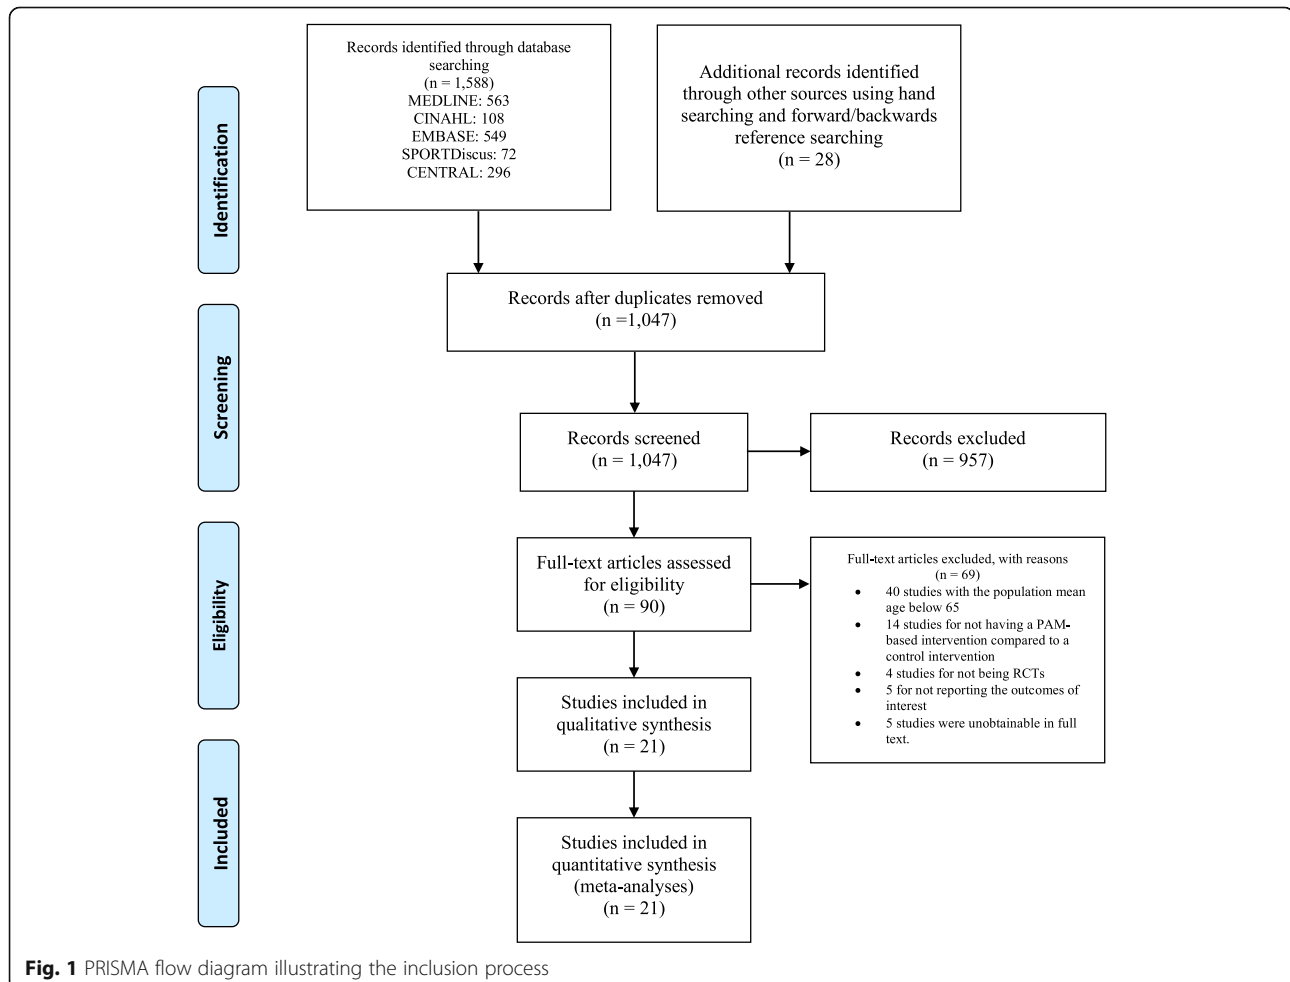 Identification
Records identified through database
searching
(n = 1,588)
MEDLINE: 563
CINAHL: 108
EMBASE: 549
SPORTDiscus: 72
CENTRAL: 296
Additional records identified
through other sources using hand
searching and forward/backwards
reference searching
(n = 28)
Screening
Records after duplicates removed
(n =1,047)
Records screened
(n = 1,047)
Records excluded
(n = 957)
Eligibility
Full-text articles assessed
for eligibility
(n = 90)
Full-text articles excluded, with reasons
(n = 69)
• 40 studies with the population mean
age below 65
• 14 studies for not having a PAM-
based intervention compared to a
control intervention
• 4 studies for not being RCTs
• 5 for not reporting the outcomes of
interest
• 5 studies were unobtainable in full
text.
Included
Studies included in
qualitative synthesis
(n = 21)
Studies included in
quantitative synthesis
(meta-analyses)
(n = 21)
Fig. 1 PRISMA flow diagram illustrating the inclusion process